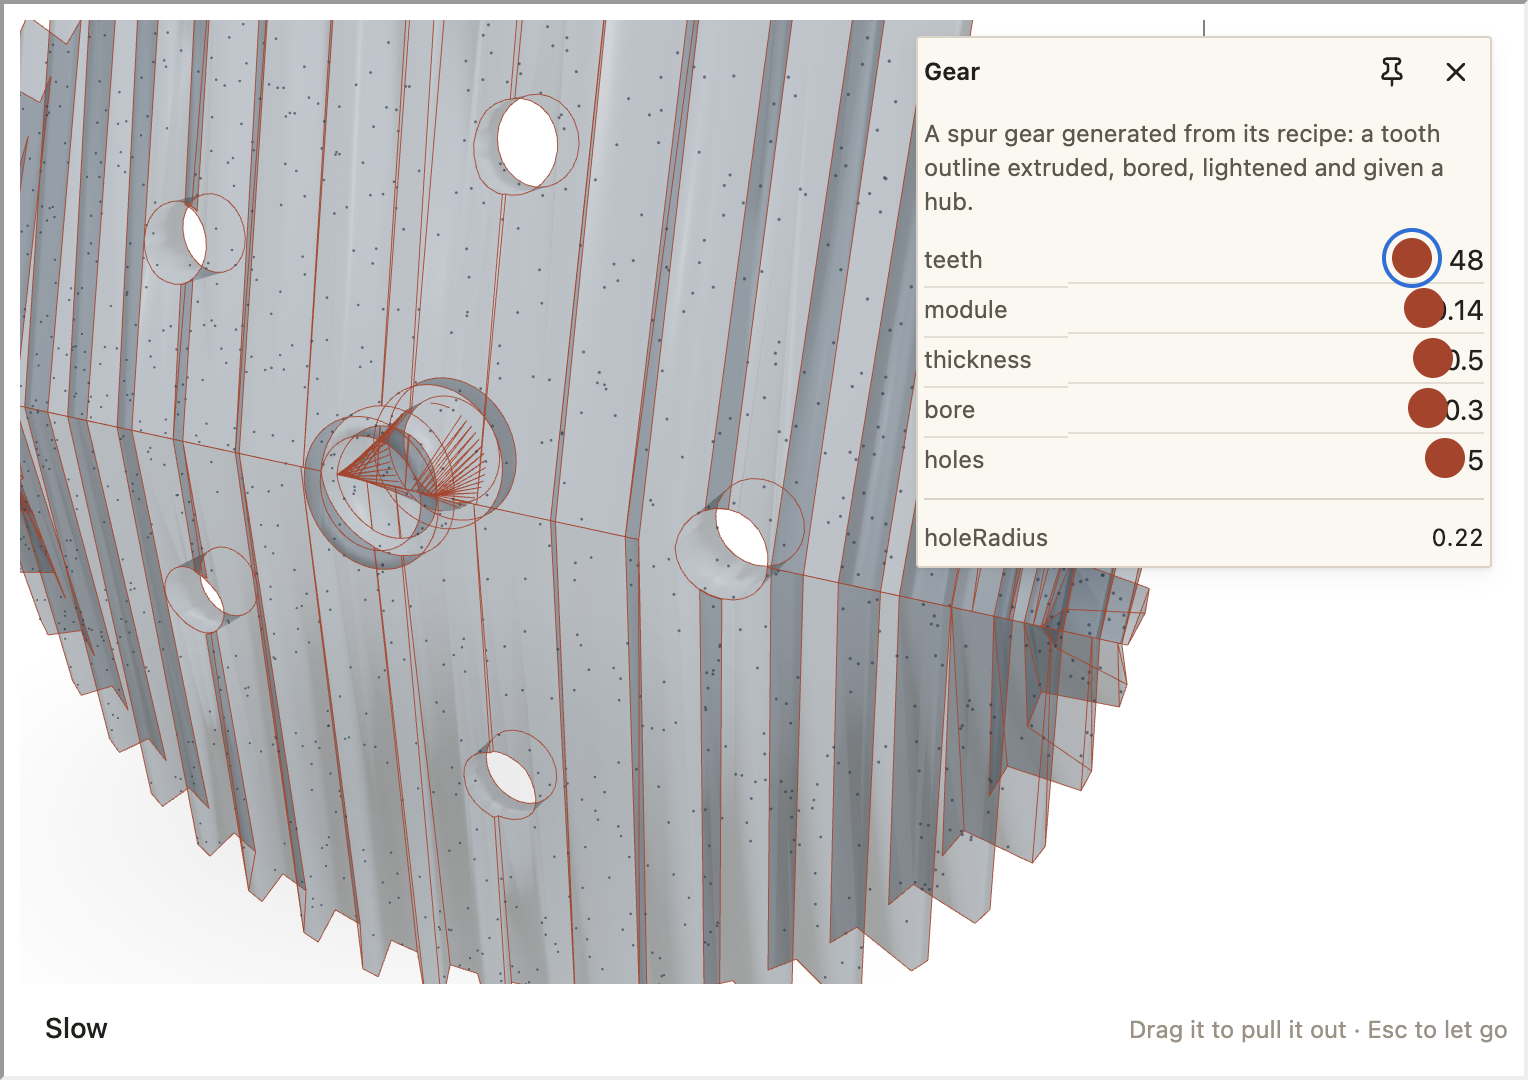 Gear
A spur gear generated from its recipe: a tooth
outline extruded, bored, lightened and given a
hub.
teeth 48
module .14
thickness 0.5
bore 0.3
holes 5
holeRadius 0.22
Slow
Drag it to pull it out · Esc to let go